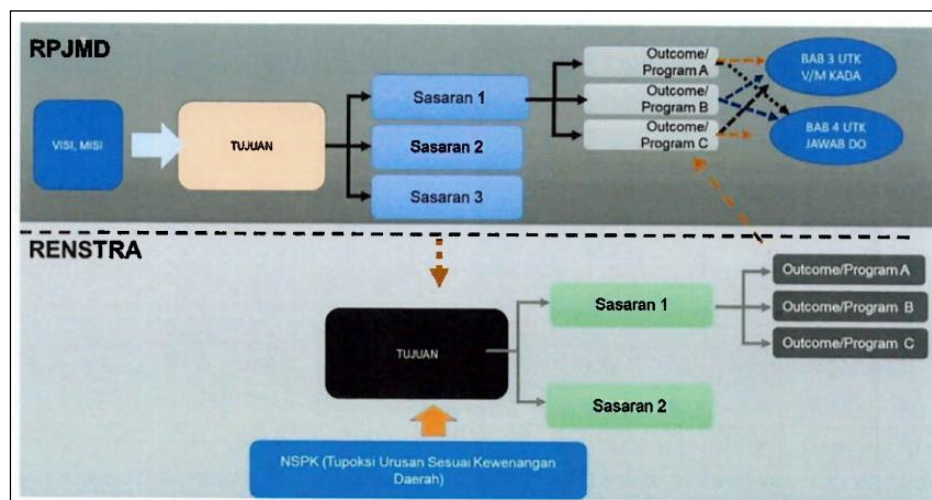 RPJMD
VISI, MISI
TUJUAN
Sasaran 1
Sasaran 2
Sasaran 3
Outcome/
Program A
Outcome/
Program B
Outcome/
Program C
BAB 3 UTK
V/M KADA
BAB 4 UTK
JAWAB DO
RENSTRA
TUJUAN
Sasaran 1
Sasaran 2
Outcome/Program A
Outcome/Program B
Outcome/Program C
NSPK (Tupoksi Urusan Sesuai Kewenangan
Daerah)